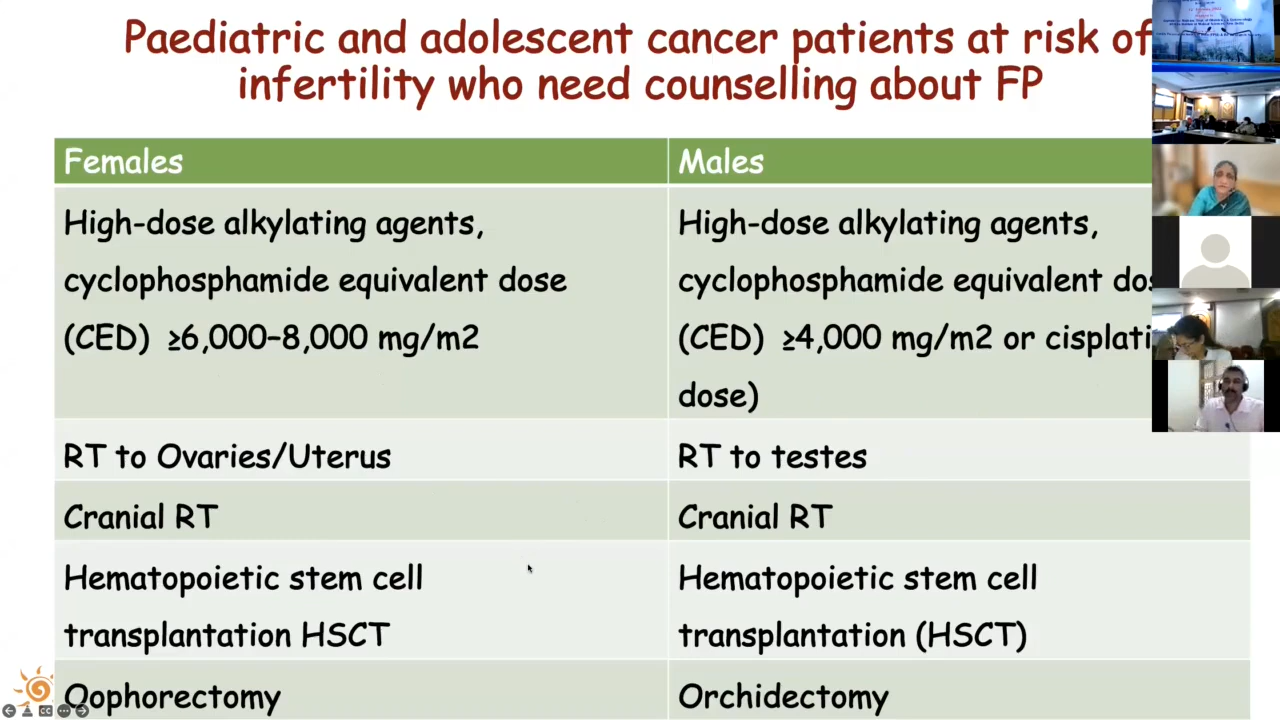 Paediatric and adolescent cancer patients at risk of
infertility who need counselling about FP
Females
Males
High-dose alkylating agents,
cyclophosphamide equivalent dose
(CED) ≥6,000–8,000 mg/m2
High-dose alkylating agents,
cyclophosphamide equivalent
(CED) ≥4,000 mg/m2 or
dose)
RT to Ovaries/Uterus
RT to testes
Cranial RT
Cranial RT
Hematopoietic stem cell
transplantation HSCT
Hematopoietic stem cell
transplantation (HSCT)
Oophorectomy
Orchidectomy
CC